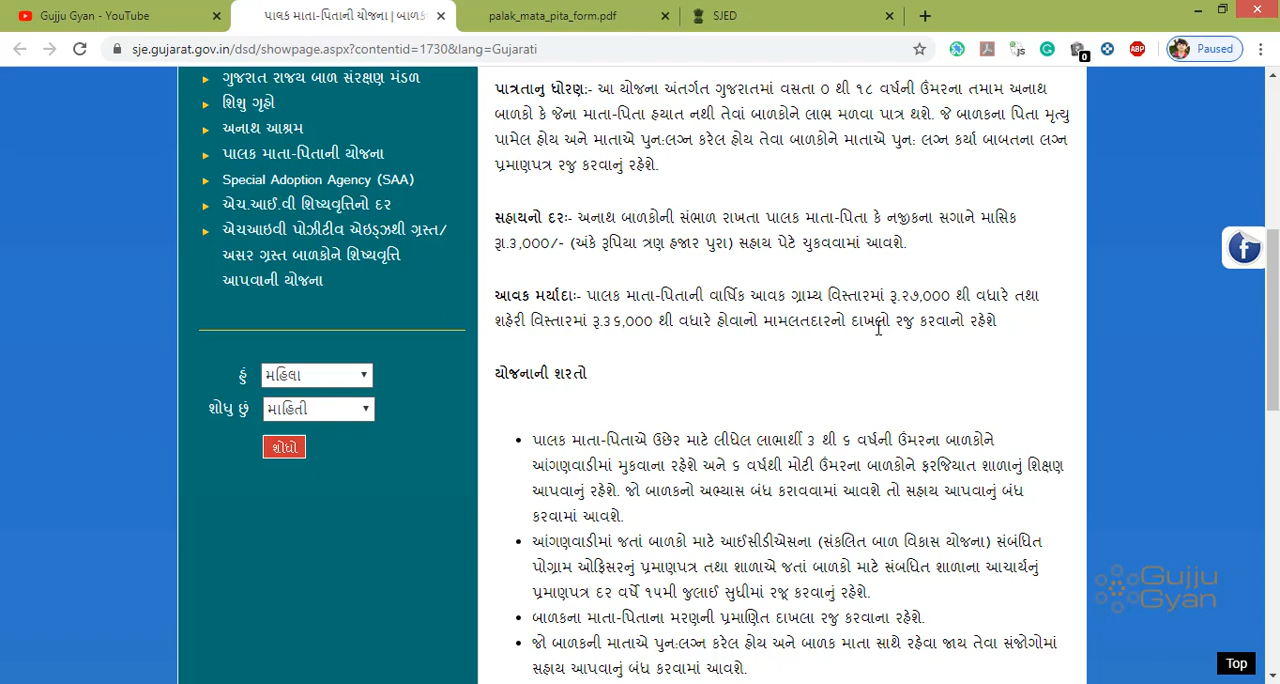 Gujju Gyan - YouTube
પાલક માતા-પિતાની યોજના | બાળક
palak_mata_pita_form.pdf
SJED
sje.gujarat.gov.in/dsd/showpage.aspx?contentid=1730&lang=Gujarati
0
ABP
Paused
ગુજરાત રાજ્ય બાળ સંરક્ષણ મંડળ
શિશુ ગૃહો
અનાથ આશ્રમ
પાલક માતા-પિતાની યોજના
Special Adoption Agency (SAA)
એચ.આઈ.વી શિષ્યવૃત્તિનો દર
એચઆઇવી પોઝીટીવ એઇડ્ઝથી ગ્રસ્ત/
અસર ગ્રસ્ત બાળકોને શિષ્યવૃત્તિ
આપવાની યોજના
હું
મહિલા
શોધુ છું
માહિતી
શોધો
પાત્રતાનુ ધોરણ:- આ યોજના અંતર્ગત ગુજરાતમાં વસતા ૦ થી ૧૮ વર્ષની ઉંમરના તમામ અનાથ
બાળકો કે જેના માતા-પિતા હયાત નથી તેવાં બાળકોને લાભ મળવા પાત્ર થશે. જે બાળકના પિતા મૃત્યુ
પામેલ હોય અને માતાએ પુન:લગ્ન કરેલ હોય તેવા બાળકોને માતાએ પુન: લગ્ન કર્યા બાબતના લગ્ન
પ્રમાણપત્ર રજુ કરવાનું રહેશે.
સહાયનો દરઃ- અનાથ બાળકોની સંભાળ રાખતા પાલક માતા-પિતા કે નજીકના સગાને માસિક
રૂા.૩,૦૦૦/- (અંકે રૂપિયા ત્રણ હજાર પુરા) સહાય પેટે ચુકવવામાં આવશે.
આવક મર્યાદાઃ- પાલક માતા-પિતાની વાર્ષિક આવક ગ્રામ્ય વિસ્તારમાં રૂ.૨૭,૦૦૦ થી વધારે તથા
શહેરી વિસ્તારમાં રૂ.૩૬,૦૦૦ થી વધારે હોવાનો મામલતદારનો દાખલો રજુ કરવાનો રહેશે
યોજનાની શરતો
• પાલક માતા-પિતાએ ઉછેર માટે લીધેલ લાભાર્થી ૩ થી ૬ વર્ષની ઉંમરના બાળકોને
આંગણવાડીમાં મુકવાના રહેશે અને ૬ વર્ષથી મોટી ઉંમરના બાળકોને ફરજિયાત શાળાનું શિક્ષણ
આપવાનું રહેશે. જો બાળકનો અભ્યાસ બંધ કરાવવામાં આવશે તો સહાય આપવાનું બંધ
કરવામાં આવશે.
• આંગણવાડીમાં જતાં બાળકો માટે આઈસીડીએસના (સંકલિત બાળ વિકાસ યોજના) સંબંધિત
પોગ્રામ ઓફિસરનું પ્રમાણપત્ર તથા શાળાએ જતાં બાળકો માટે સંબધિત શાળાના આચાર્યનું
પ્રમાણપત્ર દર વર્ષે ૧૫મી જુલાઈ સુધીમાં રજૂ કરવાનું રહેશે.
• બાળકના માતા-પિતાના મરણની પ્રમાણિત દાખલા રજુ કરવાના રહેશે.
• જો બાળકની માતાએ પુન:લગ્ન કરેલ હોય અને બાળક માતા સાથે રહેવા જાય તેવા સંજોગોમાં
સહાય આપવાનું બંધ કરવામાં આવશે.
Gujju
Gyan
Top